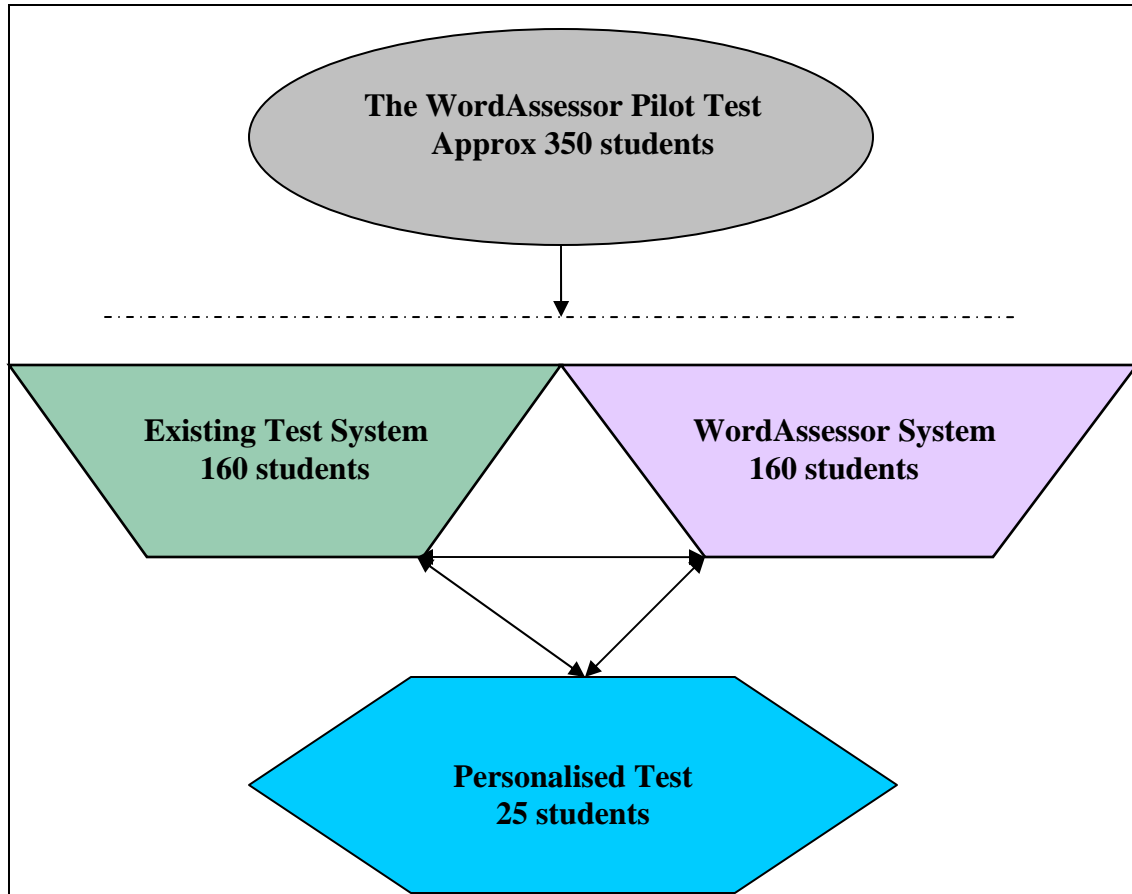 The WordAssessor Pilot Test
Approx 350 students
Existing Test System
160 students
WordAssessor System
160 students
Personalised Test
25 students